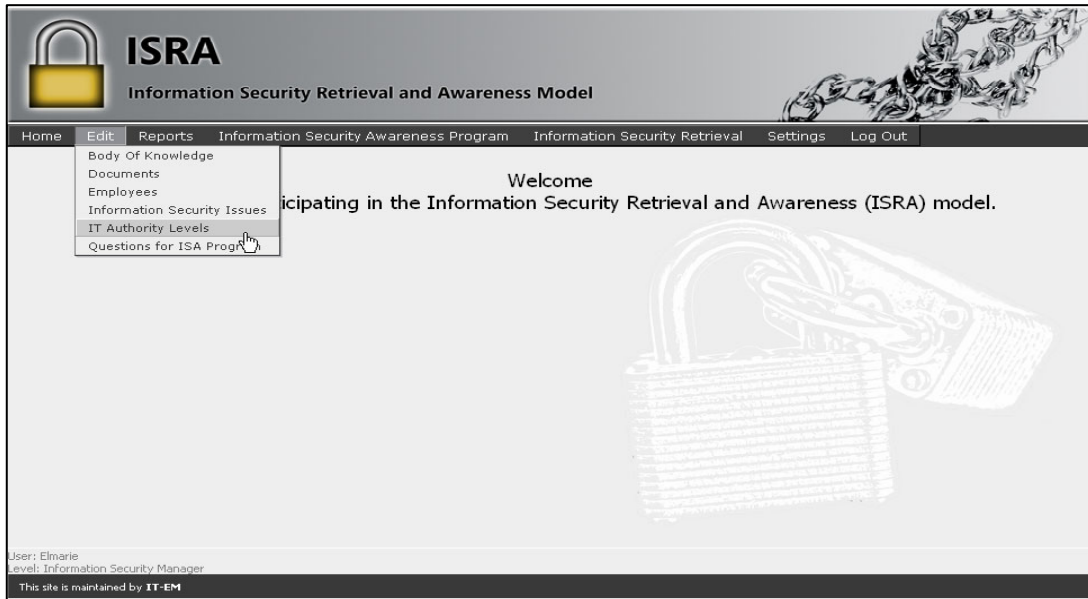 ISRA
Information Security Retrieval and Awareness Model
Home Edit Reports Information Security Awareness Program Information Security Retrieval Settings Log Out
Body Of Knowledge
Documents
Employees
Information Security Issues
IT Authority Levels
Questions for ISA
Welcome
in the Information Security Retrieval and Awareness (ISRA) model.
User: Elmarie
Level: Information Security Manager
This site is maintained by IT-EM